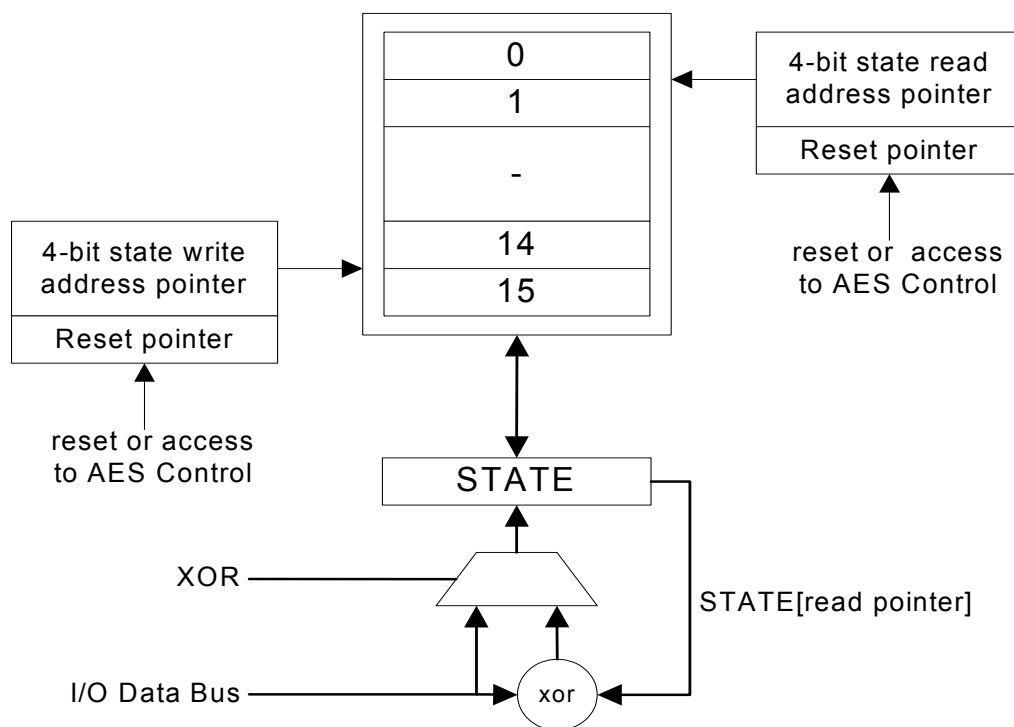 0
1
-
14
15
4-bit state read
address pointer
Reset pointer
reset or access
to AES Control
4-bit state write
address pointer
Reset pointer
reset or access
to AES Control
STATE
XOR
STATE[read pointer]
I/O Data Bus
xor